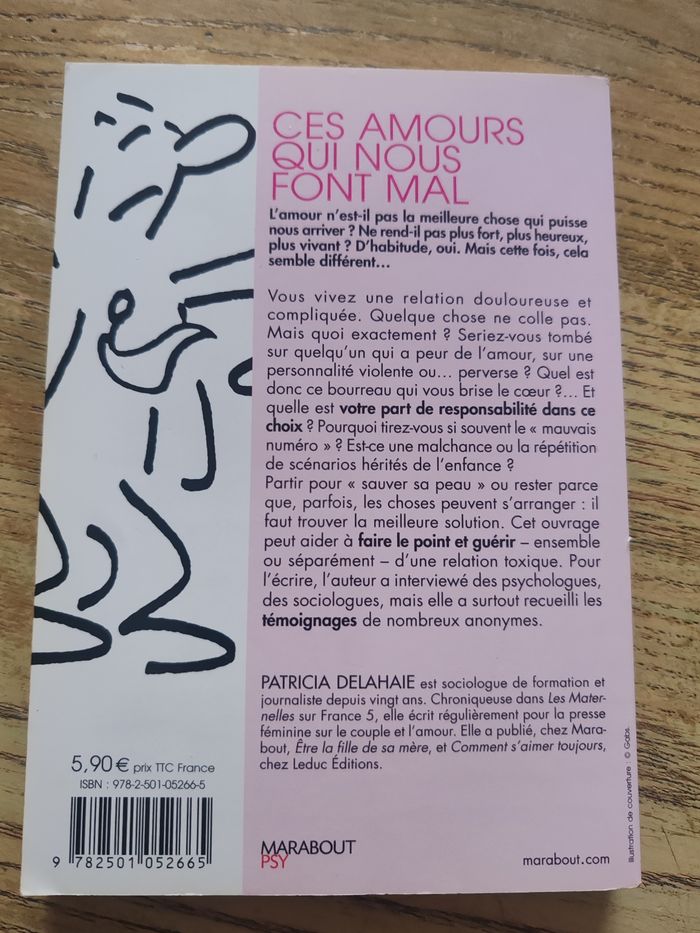 CES AMOURS
QUI NOUS
FONT MAL
L'amour n'est-il pas la meilleure chose qui puisse
nous arriver ? Ne rend-il pas plus fort, plus heureux,
plus vivant ? D'habitude, oui. Mais cette fois, cela
semble différent...
Vous vivez une relation douloureuse et
compliquée. Quelque chose ne colle pas.
Mais quoi exactement ? Seriez-vous tombé
sur quelqu'un qui a peur de l'amour, sur une
personnalité violente ou... perverse ? Quel est
donc ce bourreau qui vous brise le cœur ?... Et
quelle est votre part de responsabilité dans ce
choix ? Pourquoi tirez-vous si souvent le « mauvais
numéro » ? Est-ce une malchance ou la répétition
de scénarios hérités de l'enfance ?
Partir pour « sauver sa peau » ou rester parce
que, parfois, les choses peuvent s'arranger : il
faut trouver la meilleure solution. Cet ouvrage
peut aider à faire le point et guérir – ensemble
ou séparément – d'une relation toxique. Pour
l'écrire, l'auteur a interviewé des psychologues,
des sociologues, mais elle a surtout recueilli les
témoignages de nombreux anonymes.
PATRICIA DELAHAIE est sociologue de formation et
journaliste depuis vingt ans. Chroniqueuse dans Les Mater-
nelles sur France 5, elle écrit régulièrement pour la presse
féminine sur le couple et l'amour. Elle a publié, chez Mara-
bout, Être la fille de sa mère, et Comment s'aimer toujours,
chez Leduc Éditions.
5,90 € prix TTC France
ISBN : 978-2-501-05266-5
9 782501 052665
MARABOUT
PSY
marabout.com
Illustration de couverture : © Gabs.